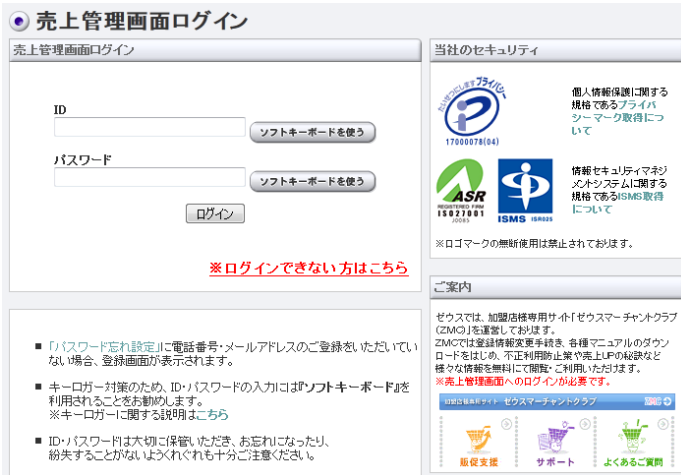 売上管理画面ログイン
売上管理画面ログイン
ID
ソフトキーボードを使う
パスワード
ソフトキーボードを使う
ログイン
※ログインできない方はこちら
■「パスワード忘れ設定」に電話番号・メールアドレスのご登録をいただいてい
ない場合、登録画面が表示されます。
■ キーロガー対策のため、ID・パスワードの入力には『ソフトキーボード』を
利用されることをお勧めします。
※キーロガーに関する説明はこちら
■ ID・パスワードは大切に保管いただき、お忘れになったり、
紛失することがないようくれぐれも十分ご注意ください。
当社のセキュリティ
たいせつにしますプライバシー
17000078(04)
個人情報保護に関する
規格であるプライバ
シーマーク取得につ
いて
ASR
REGISTERED FIRM
ISO27001
J0085
ISMS ISR025
情報セキュリティマネジ
メントシステムに関する
規格であるISMS取得
について
※ロゴマークの無断使用は禁止されております。
ご案内
ゼウスでは、加盟店様専用サイト「ゼウスマーチャントクラブ
(ZMC)」を運営しております。
ZMCでは登録情報変更手続き、各種マニュアルのダウン
ロードをはじめ、不正利用防止策や売上UPの秘訣など
様々な情報を無料にて閲覧・ご利用いただけます。
※売上管理画面へのログインが必要です。
加盟店様専用サイト ゼウスマーチャントクラブ ZMC
販促支援
サポート
よくあるご質問